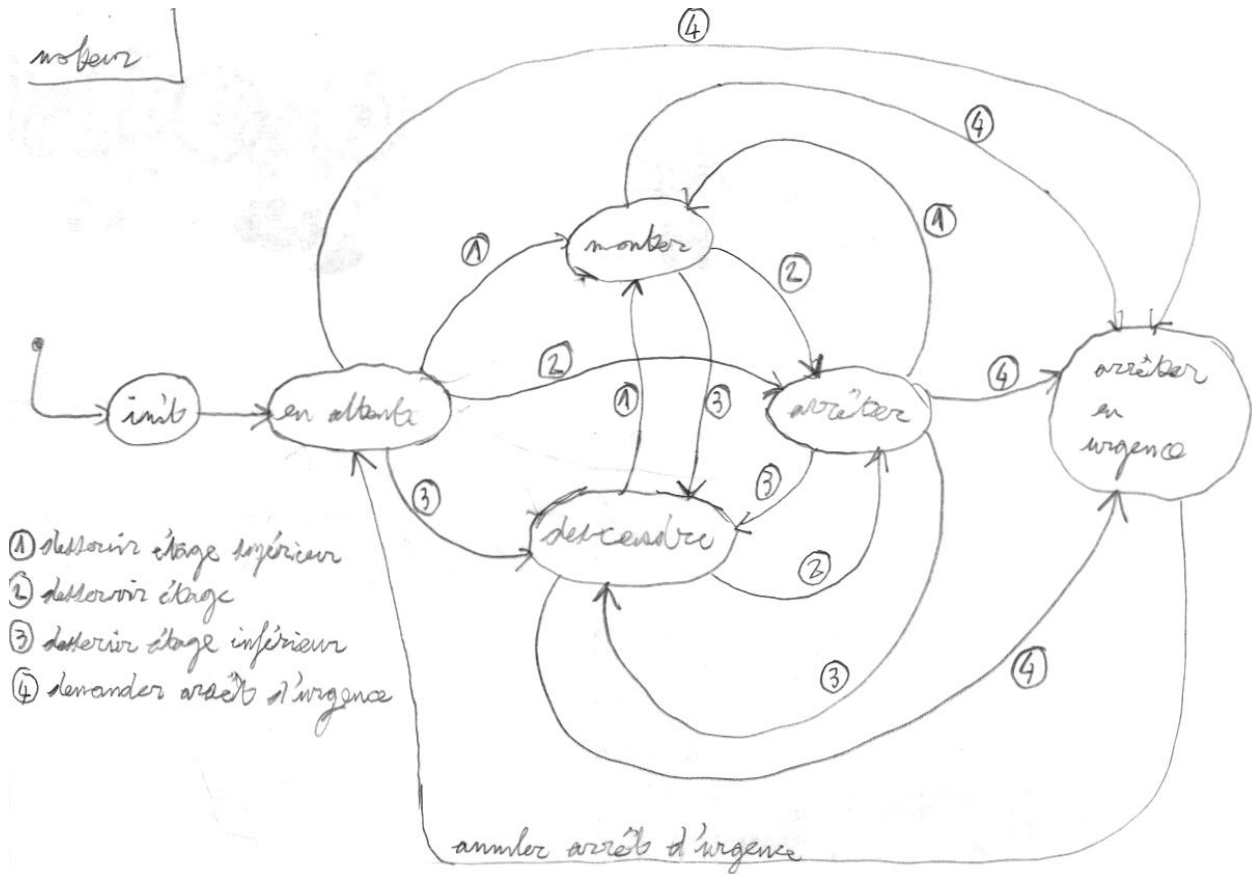 moteur
④
④
①
monter
①
②
②
④
arrêter
en
urgence
init
en attente
①
③
arrêter
③
③
descendre
②
① desservir étage supérieur
② desservir étage
③ desservir étage inférieur
④ demander arrêt d'urgence
③
④
annuler arrêt d'urgence